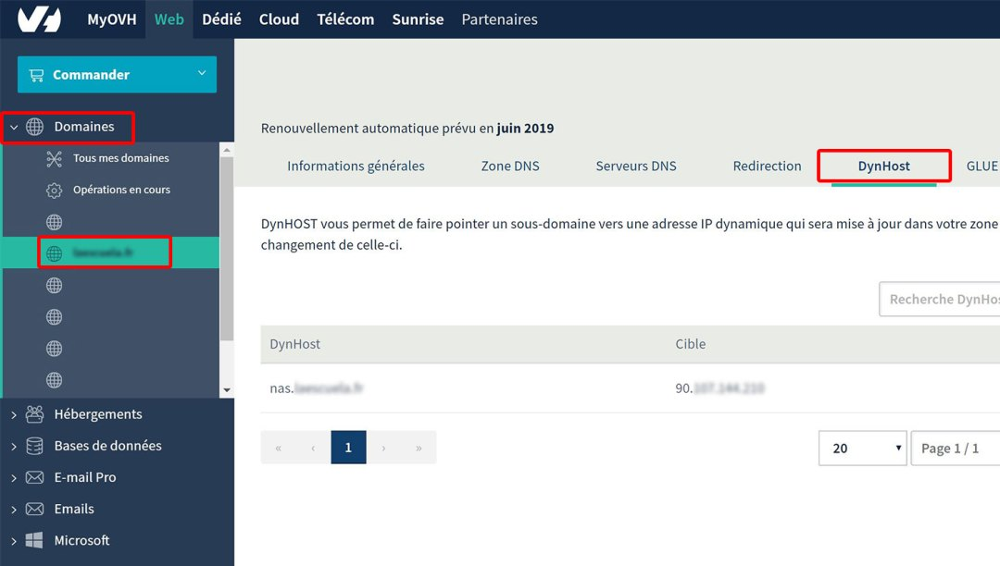 MyOVH Web Dédié Cloud Télécom Sunrise Partenaires
Commander
Domaines
Tous mes domaines
Opérations en cours
Hébergements
Bases de données
E-mail Pro
Emails
Microsoft
Renouvellement automatique prévu en juin 2019
Informations générales Zone DNS Serveurs DNS Redirection DynHost GLUE
DynHOST vous permet de faire pointer un sous-domaine vers une adresse IP dynamique qui sera mise à jour dans votre zone
changement de celle-ci.
Recherche DynHos
DynHost Cible
nas. 90.
« ‹ 1 › » 20 Page 1 / 1